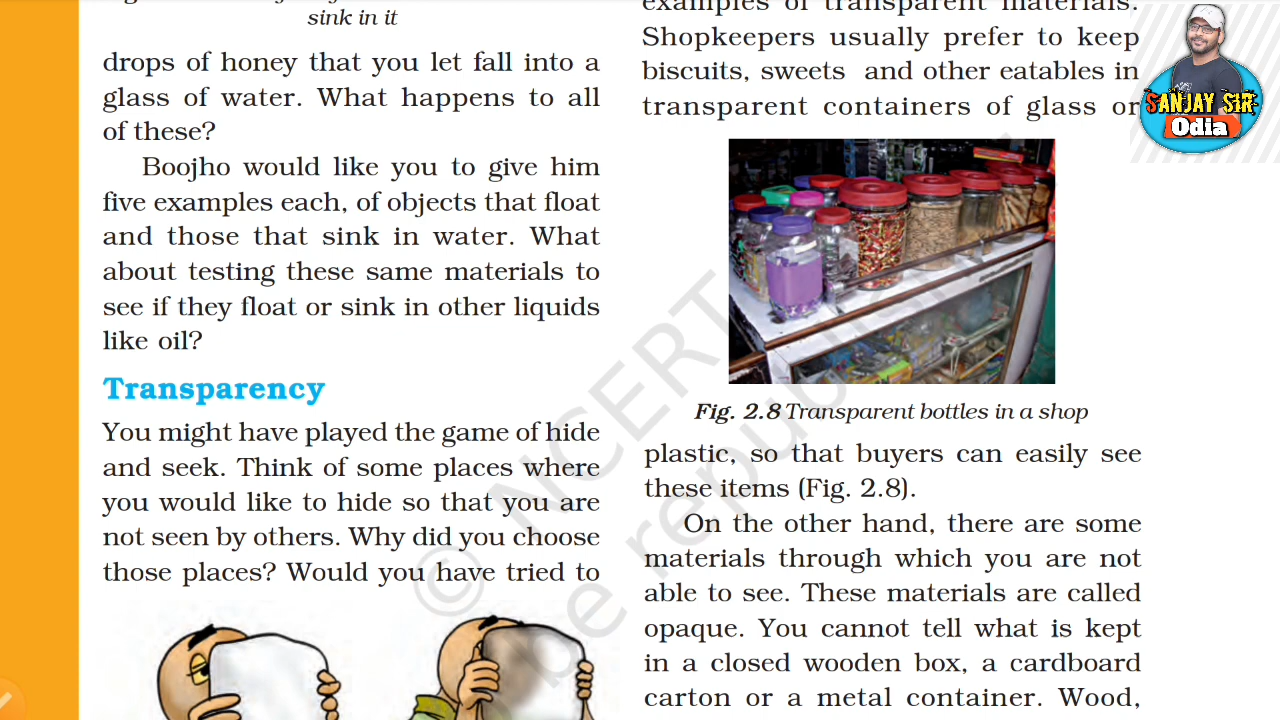 sink in it
drops of honey that you let fall into a
glass of water. What happens to all
of these?
Boojho would like you to give him
five examples each, of objects that float
and those that sink in water. What
about testing these same materials to
see if they float or sink in other liquids
like oil?
Transparency
You might have played the game of hide
and seek. Think of some places where
you would like to hide so that you are
not seen by others. Why did you choose
those places? Would you have tried to
examples of transparent materials.
Shopkeepers usually prefer to keep
biscuits, sweets and other eatables in
transparent containers of glass or
Fig. 2.8 Transparent bottles in a shop
plastic, so that buyers can easily see
these items (Fig. 2.8).
On the other hand, there are some
materials through which you are not
able to see. These materials are called
opaque. You cannot tell what is kept
in a closed wooden box, a cardboard
carton or a metal container. Wood,
SANJAY SIR
Odia
© NCERT
be republished